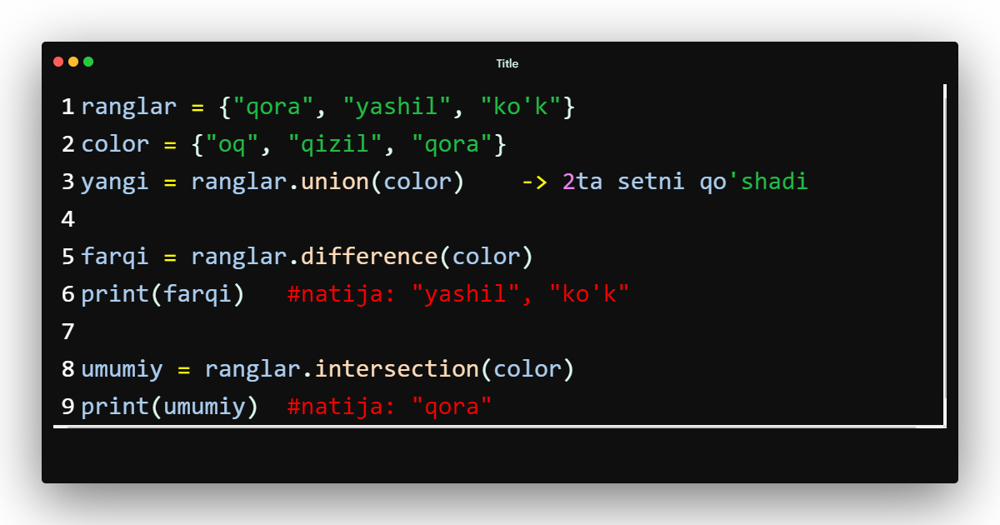 Title
1 ranglar = {"qora", "yashil", "ko'k"}
2 color = {"oq", "qizil", "qora"}
3 yangi = ranglar.union(color)    -> 2ta setni qo'shadi
4
5 farqi = ranglar.difference(color)
6 print(farqi)   #natija: "yashil", "ko'k"
7
8 umumiy = ranglar.intersection(color)
9 print(umumiy)  #natija: "qora"